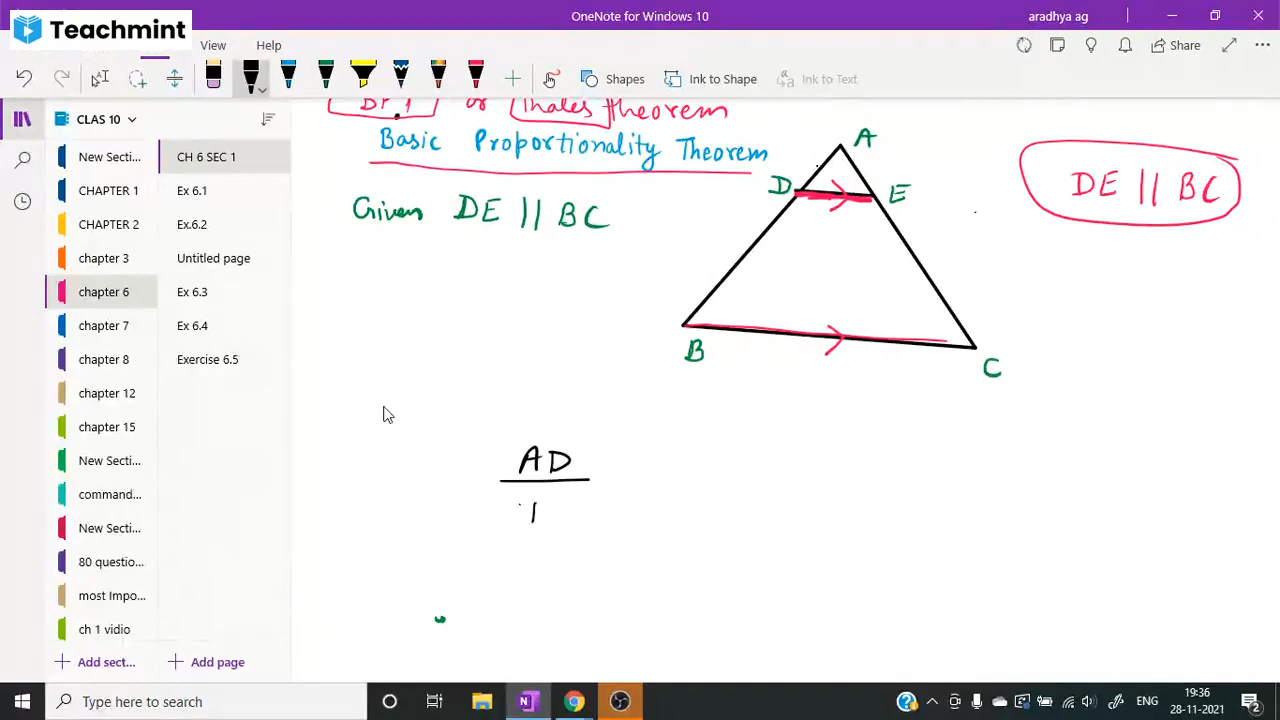 OneNote for Windows 10
aradhya ag
Teachmint
View
Help
Share
Shapes
Ink to Shape
Ink to Text
CLAS 10
New Secti...
CHAPTER 1
CHAPTER 2
chapter 3
chapter 6
chapter 7
chapter 8
chapter 12
chapter 15
New Secti...
command...
New Secti...
80 questio...
most Impo...
ch 1 vidio
Add sect...
CH 6 SEC 1
Ex 6.1
Ex.6.2
Untitled page
Ex 6.3
Ex 6.4
Exercise 6.5
Add page
or Thales theorem
Basic Proportionality Theorem
Given DE || BC
A
D
E
B
C
DE || BC
AD
Type here to search
ENG
19:36
28-11-2021
2